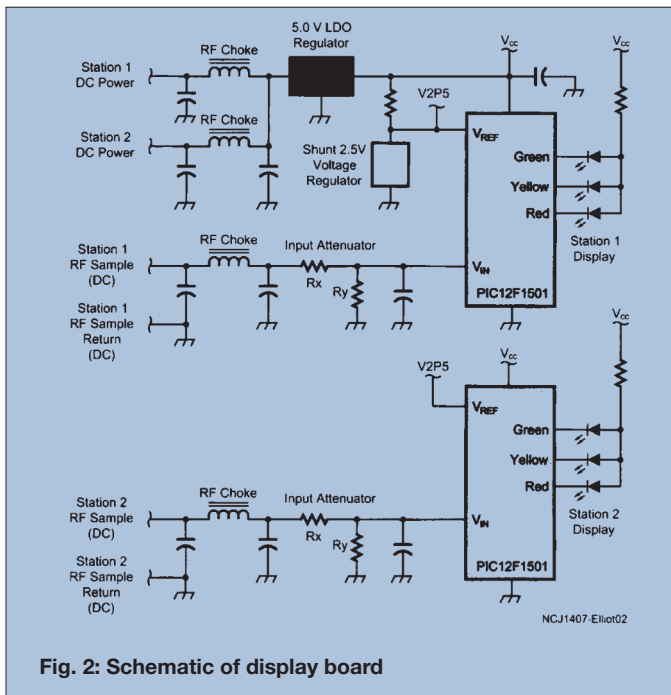 5.0 V LDO
Regulator
RF Choke
Station 1
DC Power
Vcc
Vcc
RF Choke
Station 2
DC Power
V2P5
Shunt 2.5V
Voltage
Regulator
VREF
Green
Yellow
Red
Station 1
Display
RF Choke
Input Attenuator
Station 1
RF Sample
(DC)
Rx
Ry
VIN
PIC12F1501
Station 1
RF Sample
Return
(DC)
Vcc
Vcc
V2P5
VREF
Green
Yellow
Red
Station 2
Display
RF Choke
Input Attenuator
Station 2
RF Sample
(DC)
Rx
Ry
VIN
PIC12F1501
Station 2
RF Sample
Return
(DC)
NCJ1407-Elliot02
Fig. 2: Schematic of display board